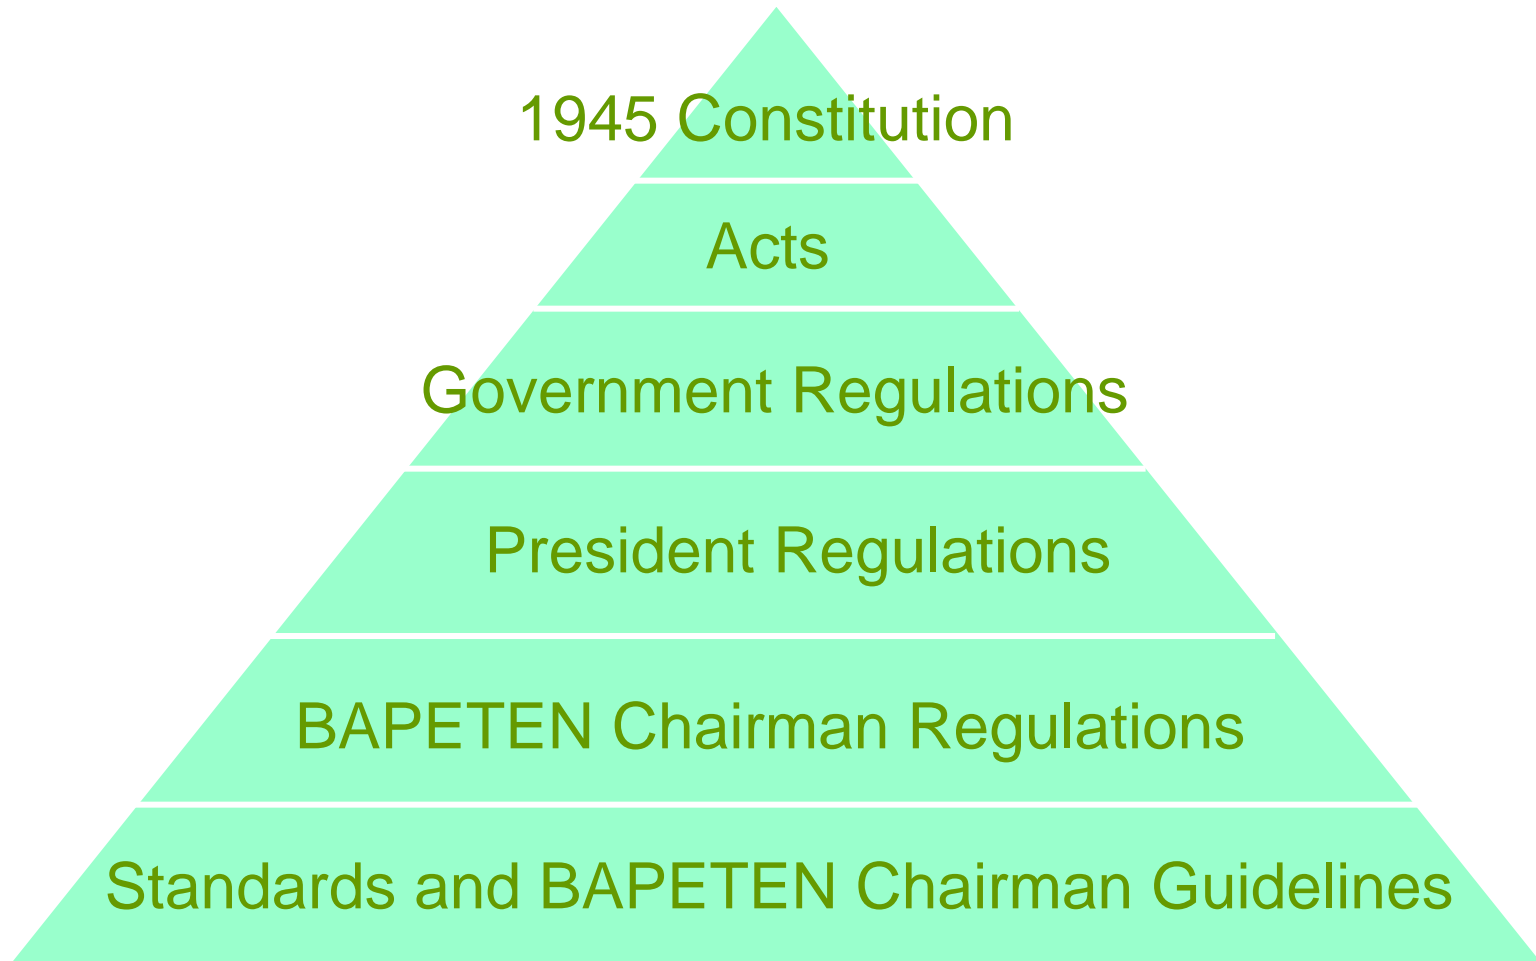 1945 Constitution
Acts
Government Regulations
President Regulations
BAPETEN Chairman Regulations
Standards and BAPETEN Chairman Guidelines